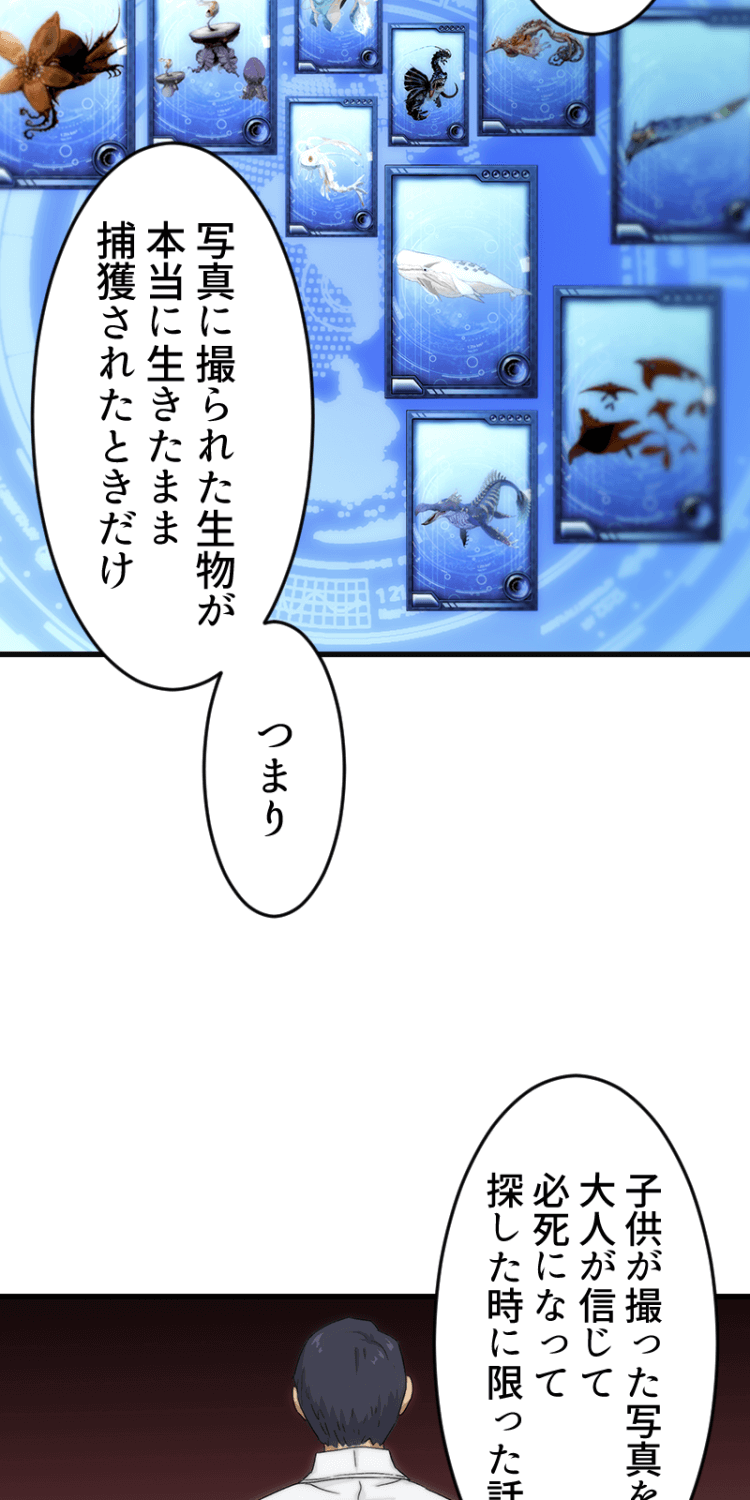 写真に撮られた生物が
本当に生きたまま
捕獲されたときだけ
つまり
子供が撮った写真を
大人が信じて
必死になって
探した時に限った話